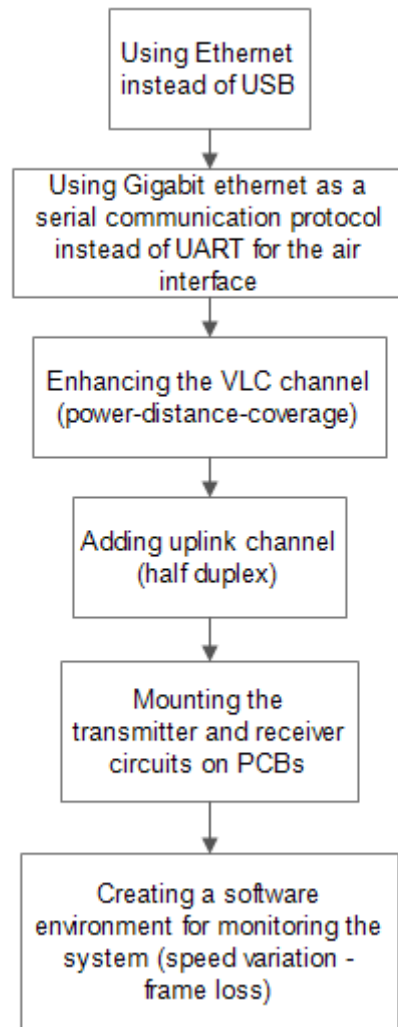 Using Ethernet
instead of USB
Using Gigabit ethernet as a
serial communication protocol
instead of UART for the air
interface
Enhancing the VLC channel
(power-distance-coverage)
Adding uplink channel
(half duplex)
Mounting the
transmitter and receiver
circuits on PCBs
Creating a software
environment for monitoring the
system (speed variation -
frame loss)